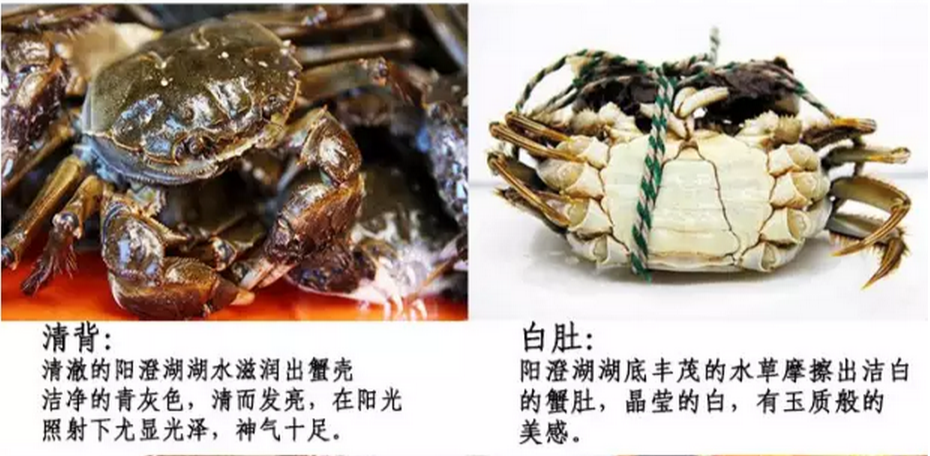 清背：
清澈的阳澄湖湖水滋润出蟹壳
洁净的青灰色，清而发亮，在阳光
照射下尤显光泽，神气十足。
白肚：
阳澄湖湖底丰茂的水草摩擦出洁白
的蟹肚，晶莹的白，有玉质般的
美感。